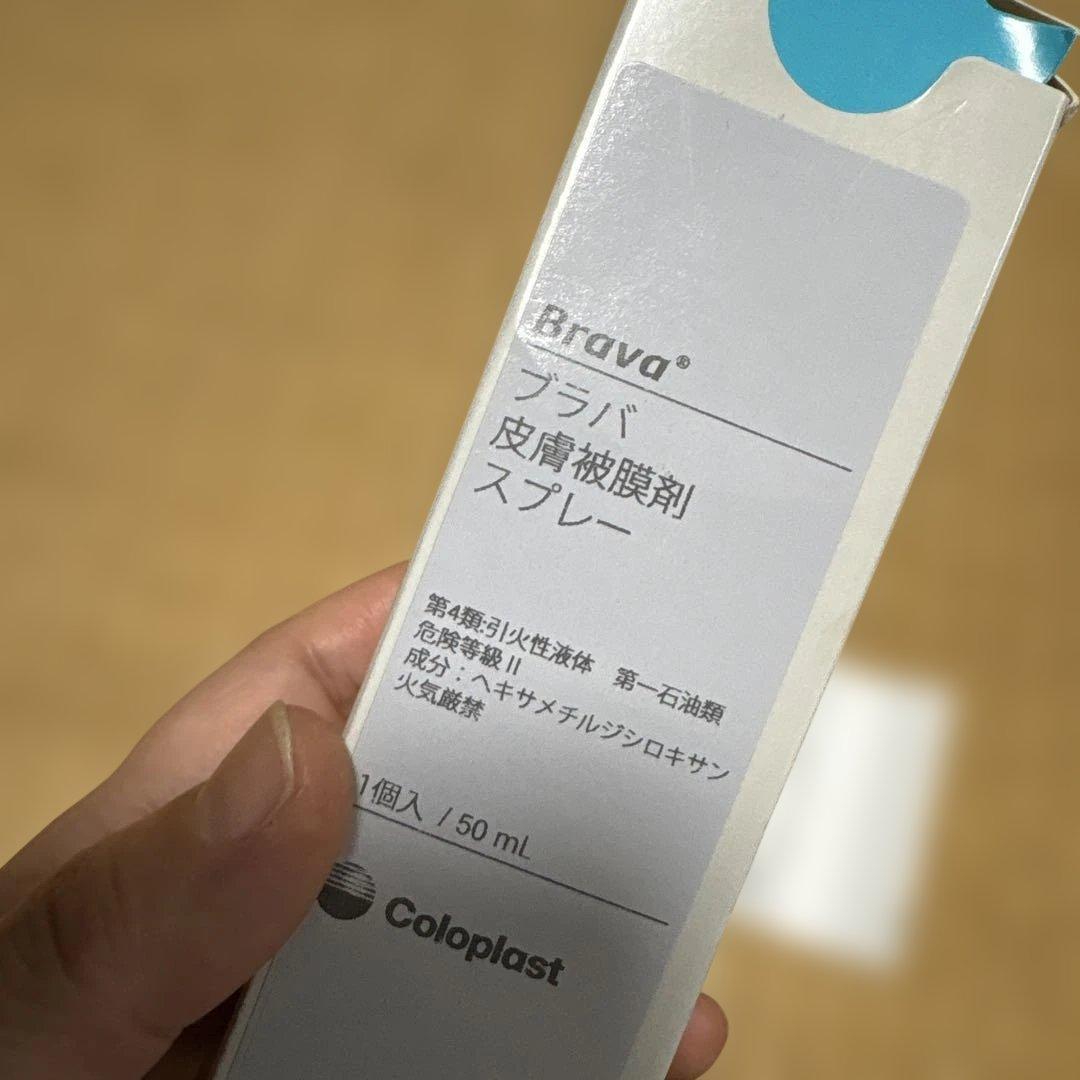 Brava®
ブラバ
皮膚被膜剤
スプレー
第4類:引火性液体　第一石油類
危険等級 II
成分：ヘキサメチルジシロキサン
火気厳禁
1個入 / 50 mL
Coloplast